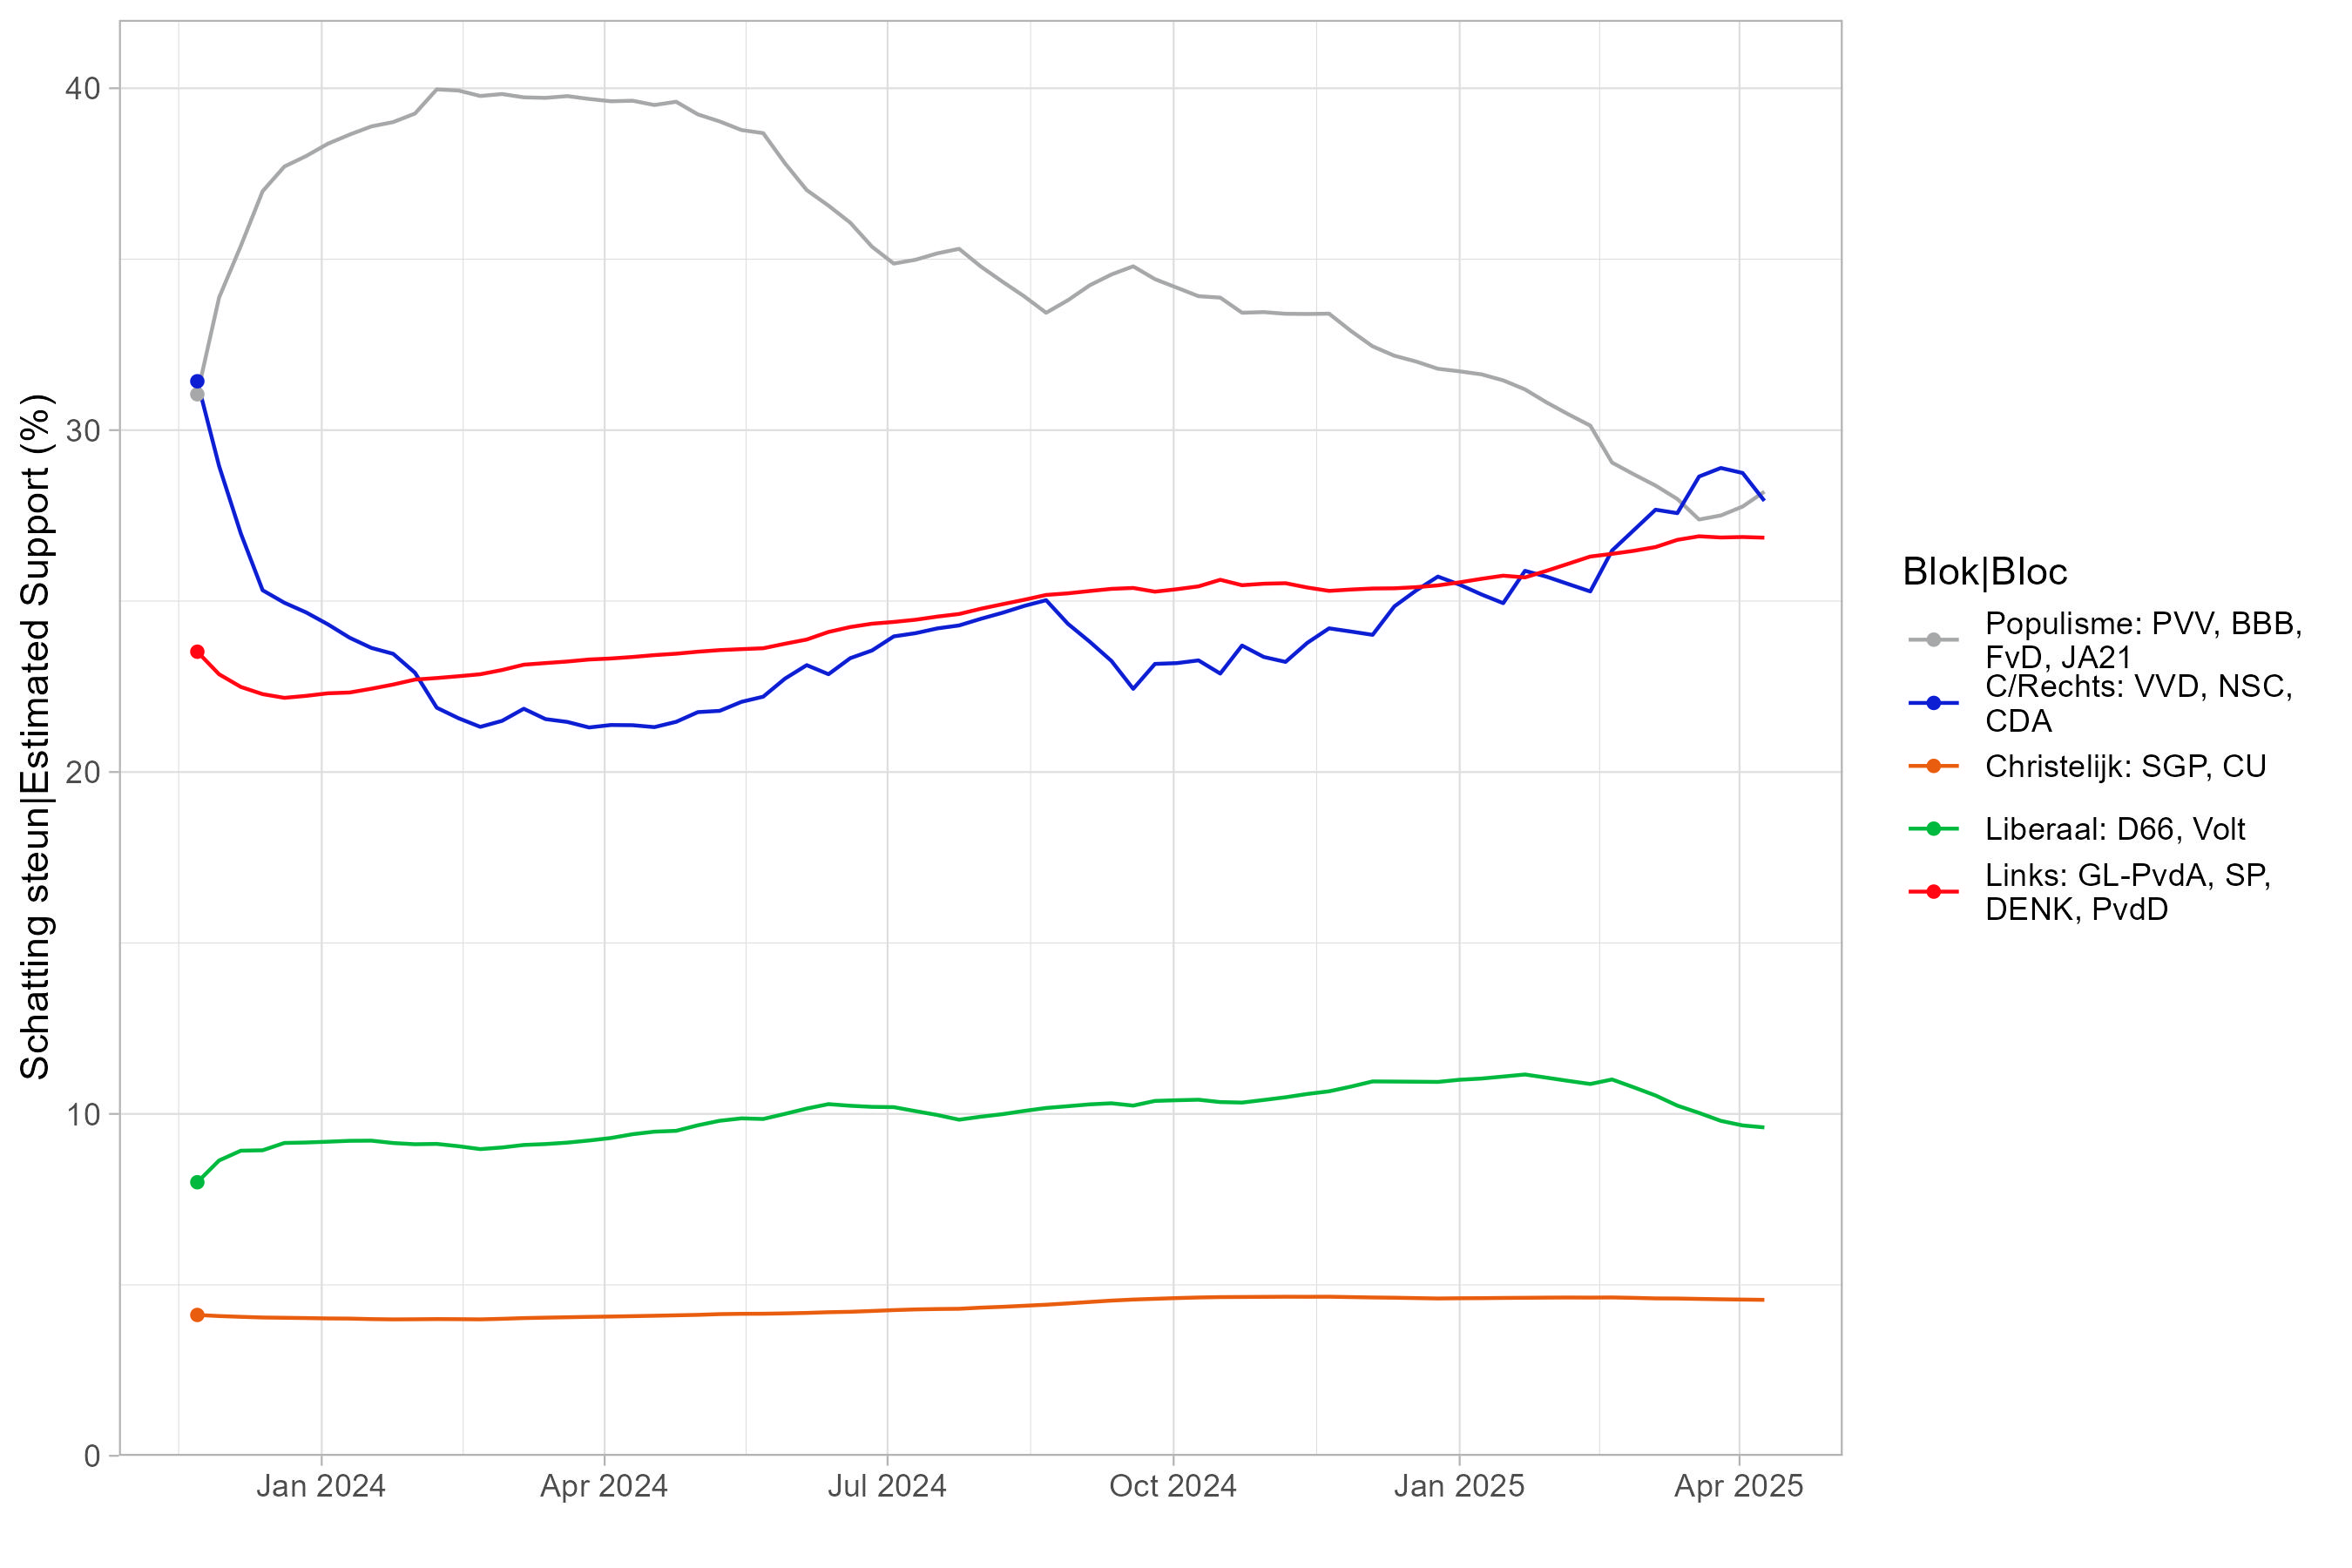 Schatting steun|Estimated Support (%)
40
30
20
10
0
Jan 2024
Apr 2024
Jul 2024
Oct 2024
Jan 2025
Apr 2025
Blok|Bloc
Populisme: PVV, BBB,
FvD, JA21
C/Rechts: VVD, NSC,
CDA
Christelijk: SGP, CU
Liberaal: D66, Volt
Links: GL-PvdA, SP,
DENK, PvdD